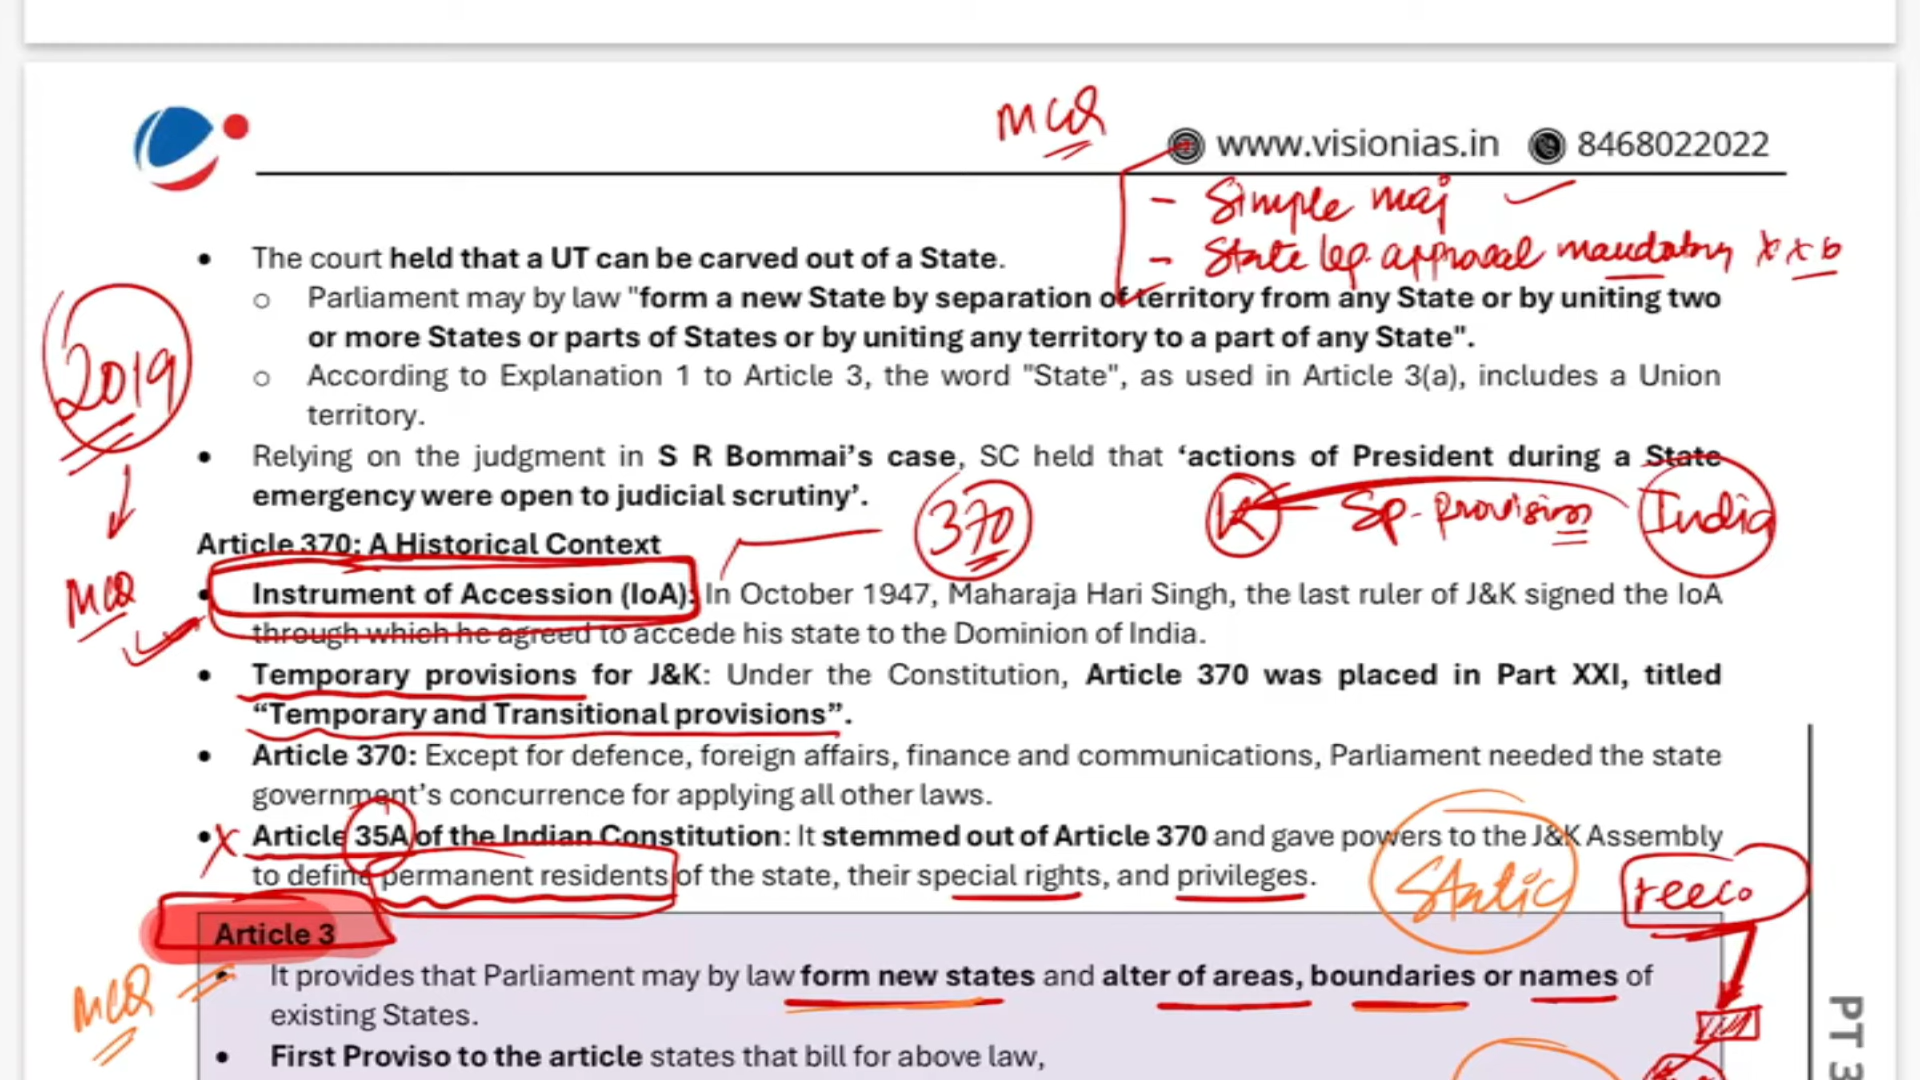 MCQ
www.visionias.in 8468022022
- Simple maj
- State leg. approval mandatory x x
• The court held that a UT can be carved out of a State.
○ Parliament may by law "form a new State by separation of territory from any State or by uniting two
or more States or parts of States or by uniting any territory to a part of any State".
2019
○ According to Explanation 1 to Article 3, the word "State", as used in Article 3(a), includes a Union
territory.
• Relying on the judgment in S R Bommai’s case, SC held that ‘actions of President during a State
emergency were open to judicial scrutiny’.
370 K Sp. provision India
Article 370: A Historical Context
MCQ
• Instrument of Accession (IoA): In October 1947, Maharaja Hari Singh, the last ruler of J&K signed the IoA
through which he agreed to accede his state to the Dominion of India.
• Temporary provisions for J&K: Under the Constitution, Article 370 was placed in Part XXI, titled
“Temporary and Transitional provisions”.
• Article 370: Except for defence, foreign affairs, finance and communications, Parliament needed the state
government’s concurrence for applying all other laws.
• X Article 35A of the Indian Constitution: It stemmed out of Article 370 and gave powers to the J&K Assembly
to define permanent residents of the state, their special rights, and privileges.
Static
Article 3
MCQ
• It provides that Parliament may by law form new states and alter of areas, boundaries or names of
existing States.
• First Proviso to the article states that bill for above law,
PT 3